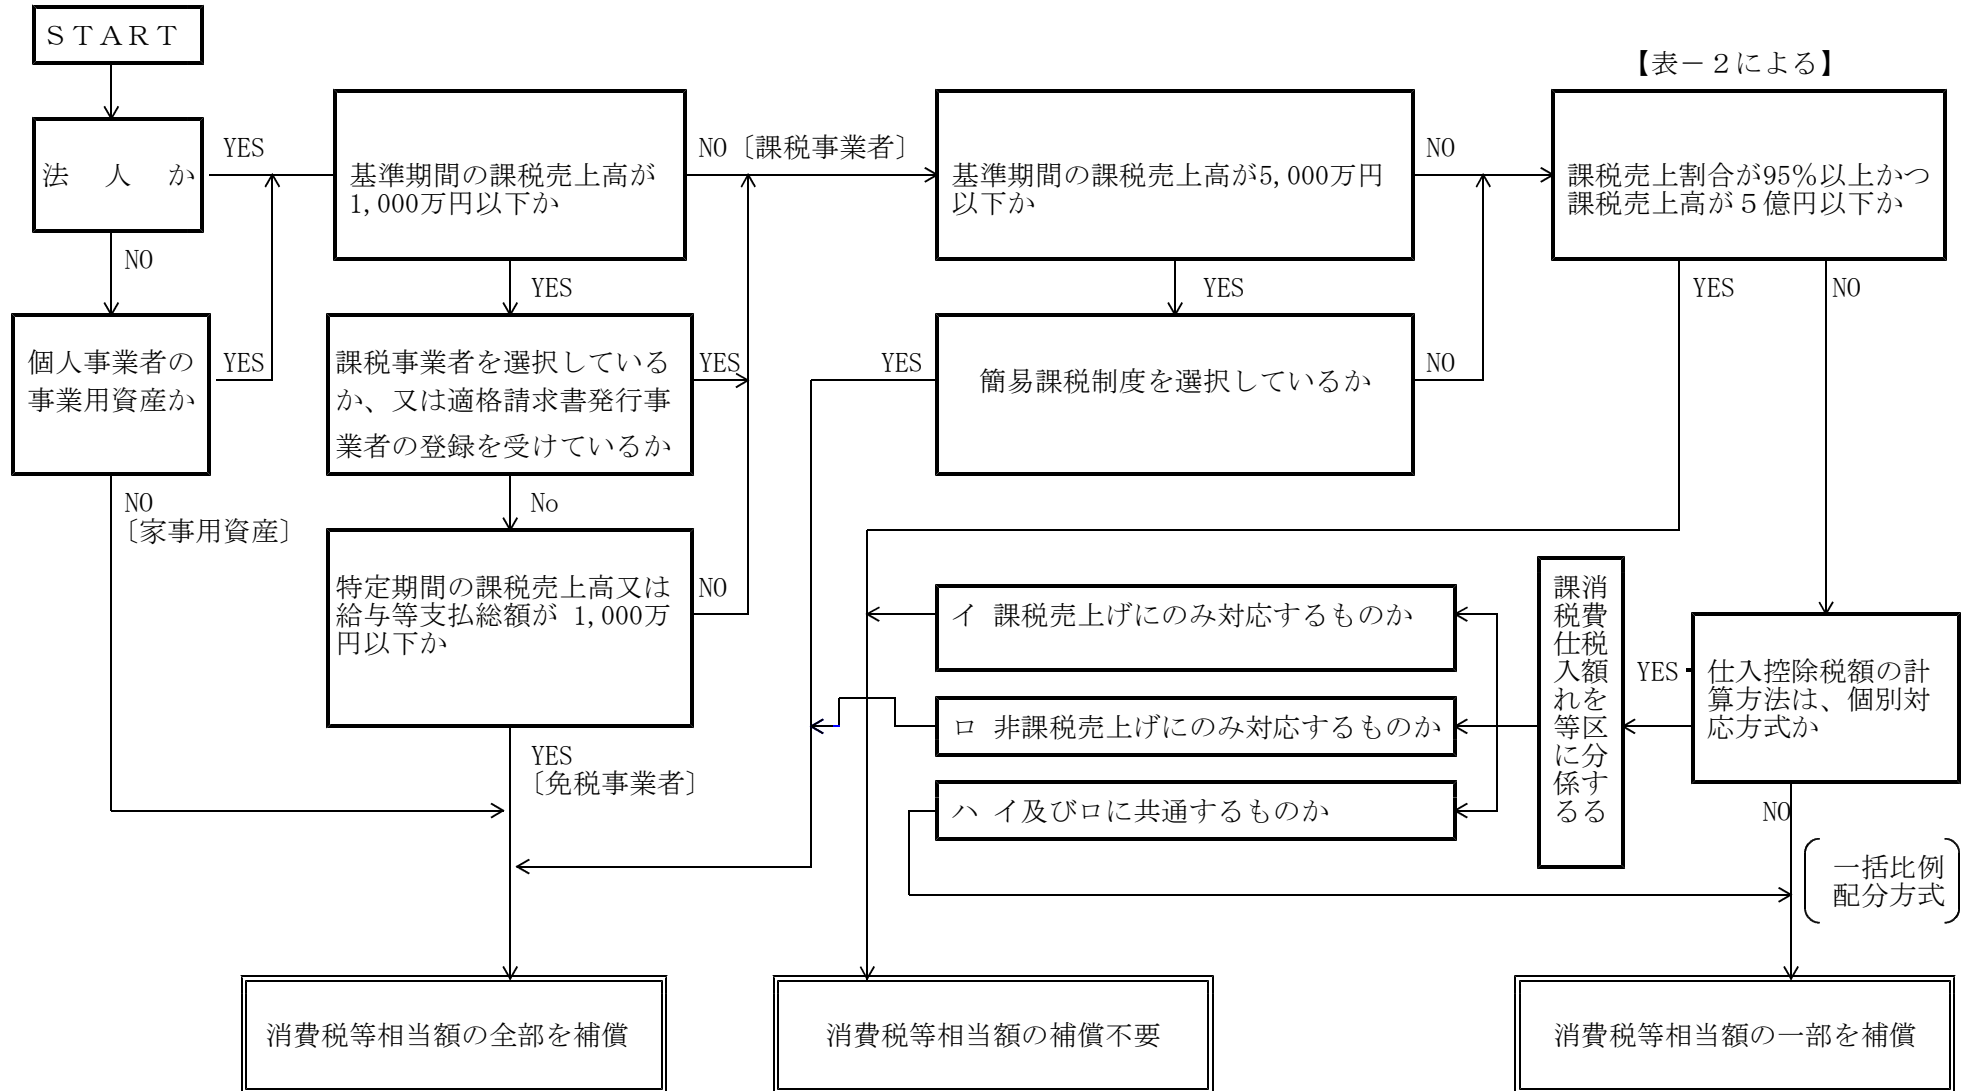 ＳＴＡＲＴ
法　人　か
YES
NO
個人事業者の
事業用資産か
YES
NO
〔家事用資産〕
基準期間の課税売上高が
1,000万円以下か
NO〔課税事業者〕
YES
課税事業者を選択している
か、又は適格請求書発行事
業者の登録を受けているか
YES
No
特定期間の課税売上高又は
給与等支払総額が 1,000万
円以下か
NO
YES
〔免税事業者〕
基準期間の課税売上高が5,000万円
以下か
NO
YES
簡易課税制度を選択しているか
YES
NO
【表－２による】
課税売上割合が95％以上かつ
課税売上高が５億円以下か
YES
NO
仕入控除税額の計
算方法は、個別対
応方式か
YES
NO
一括比例
配分方式
消費税額を区分する
課税仕入れ等に係る
イ 課税売上げにのみ対応するものか
ロ 非課税売上げにのみ対応するものか
ハ イ及びロに共通するものか
消費税等相当額の全部を補償
消費税等相当額の補償不要
消費税等相当額の一部を補償